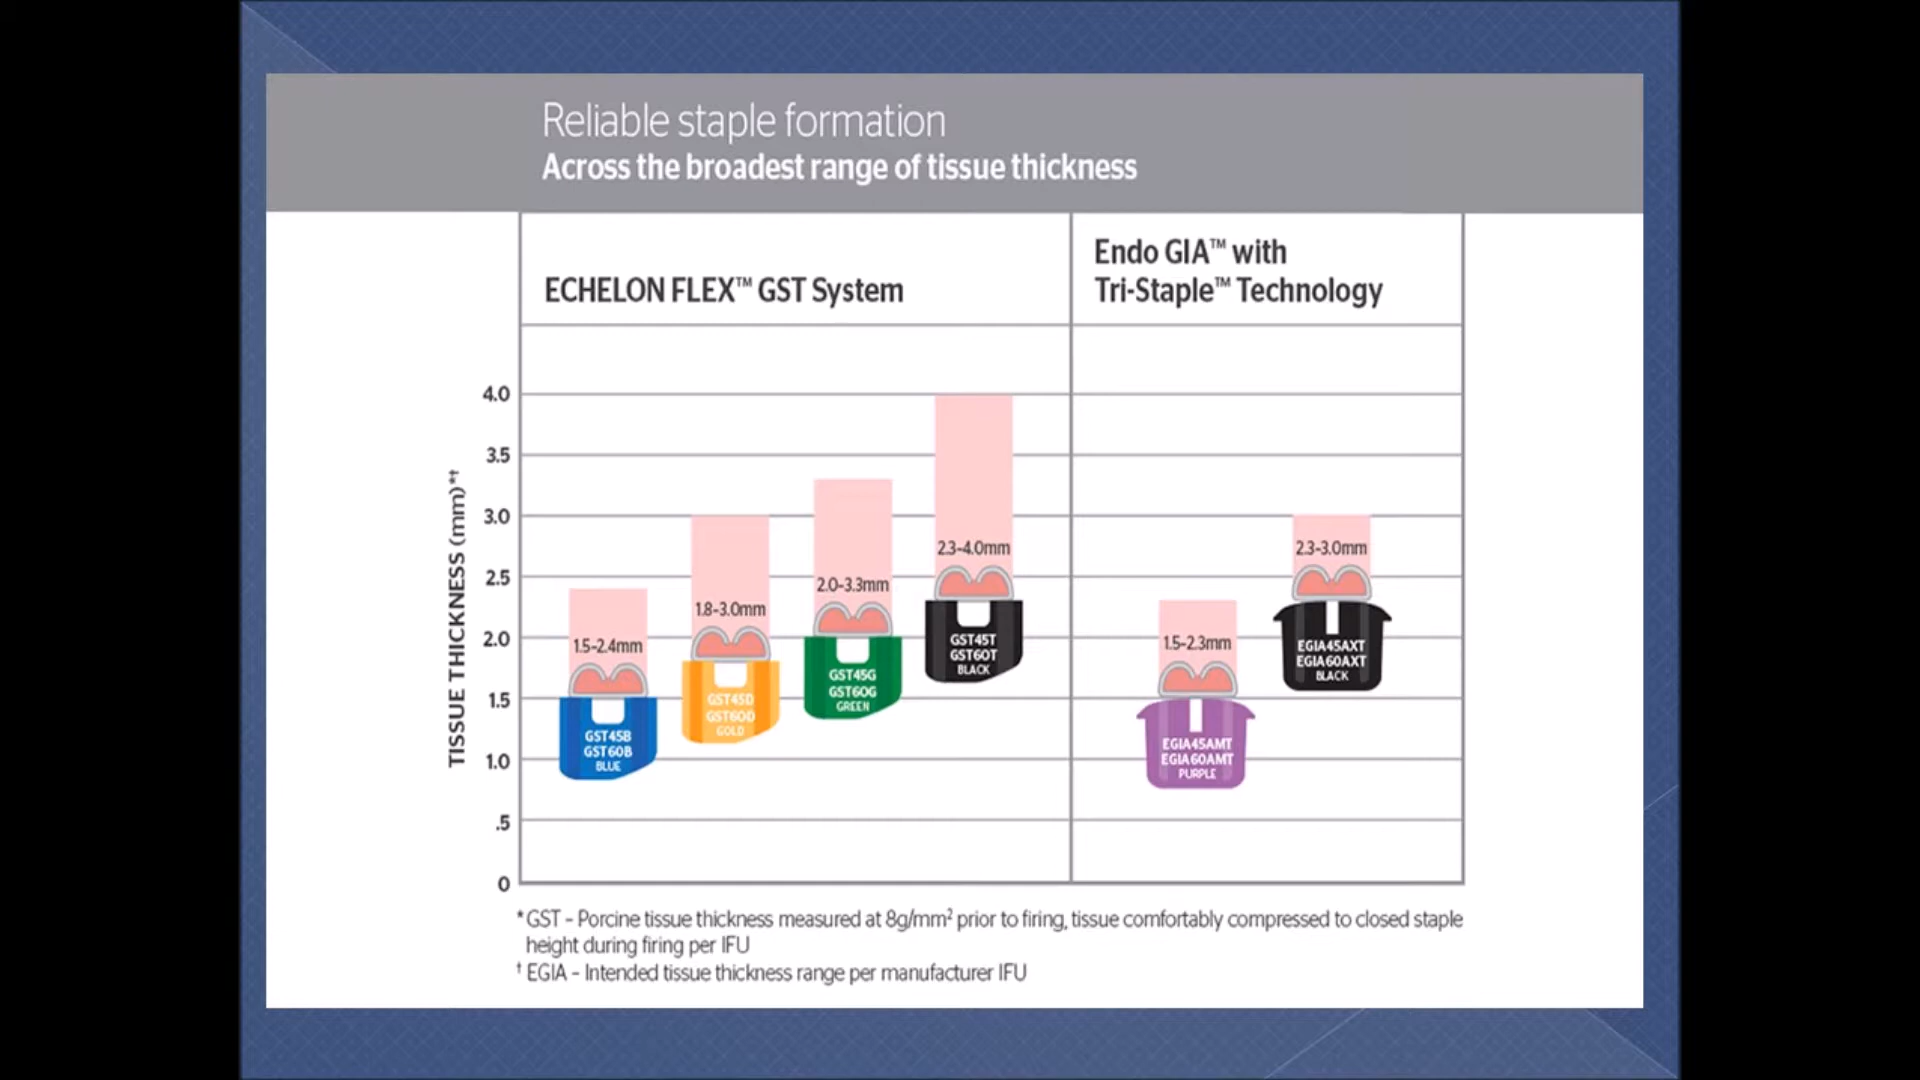 Reliable staple formation
Across the broadest range of tissue thickness
ECHELON FLEX™ GST System
Endo GIA™ with
Tri-Staple™ Technology
TISSUE THICKNESS (mm)*†
4.0
3.5
3.0
2.5
2.0
1.5
1.0
.5
0
1.5-2.4mm
GST45B
GST60B
BLUE
1.8-3.0mm
GST45D
GST60D
GOLD
2.0-3.3mm
GST45G
GST60G
GREEN
2.3-4.0mm
GST45T
GST60T
BLACK
1.5-2.3mm
EGIA45AMT
EGIA60AMT
PURPLE
2.3-3.0mm
EGIA45AXT
EGIA60AXT
BLACK
* GST – Porcine tissue thickness measured at 8g/mm² prior to firing, tissue comfortably compressed to closed staple
height during firing per IFU
† EGIA – Intended tissue thickness range per manufacturer IFU